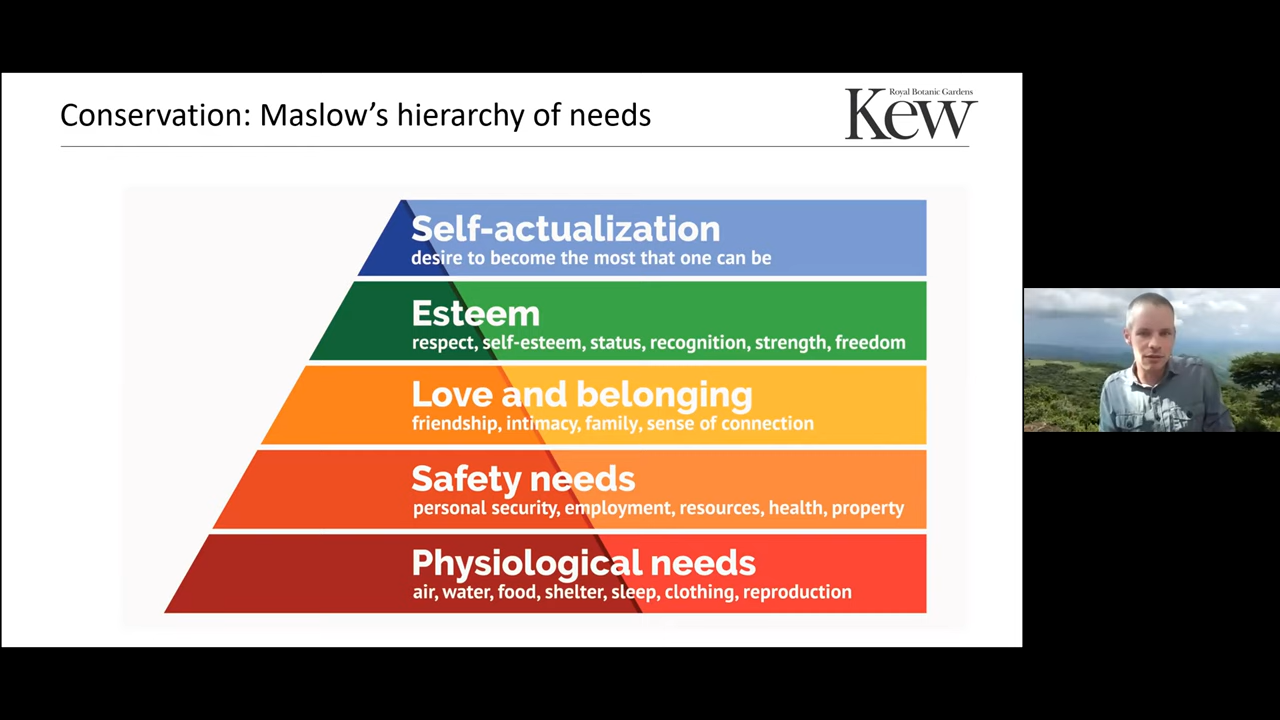 Conservation: Maslow's hierarchy of needs
Royal Botanic Gardens
Kew
Self-actualization
desire to become the most that one can be
Esteem
respect, self-esteem, status, recognition, strength, freedom
Love and belonging
friendship, intimacy, family, sense of connection
Safety needs
personal security, employment, resources, health, property
Physiological needs
air, water, food, shelter, sleep, clothing, reproduction